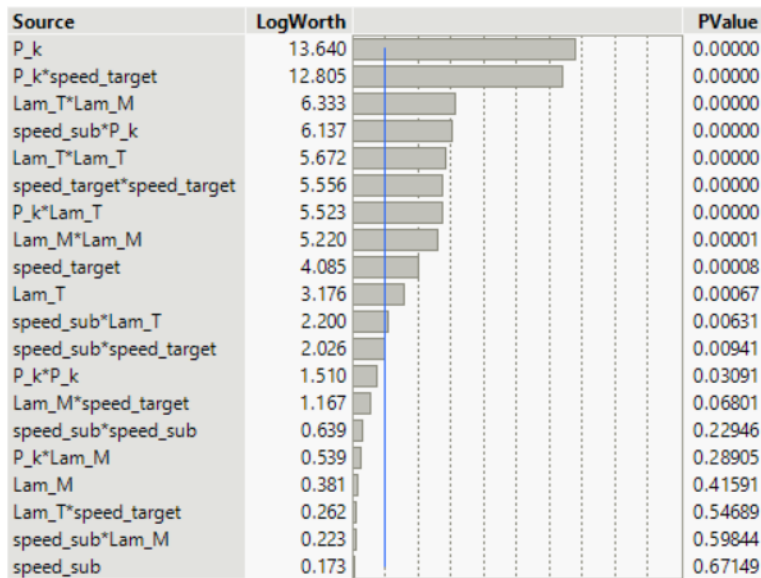 Source LogWorth PValue
P_k 13.640 0.00000
P_k*speed_target 12.805 0.00000
Lam_T*Lam_M 6.333 0.00000
speed_sub*P_k 6.137 0.00000
Lam_T*Lam_T 5.672 0.00000
speed_target*speed_target 5.556 0.00000
P_k*Lam_T 5.523 0.00000
Lam_M*Lam_M 5.220 0.00001
speed_target 4.085 0.00008
Lam_T 3.176 0.00067
speed_sub*Lam_T 2.200 0.00631
speed_sub*speed_target 2.026 0.00941
P_k*P_k 1.510 0.03091
Lam_M*speed_target 1.167 0.06801
speed_sub*speed_sub 0.639 0.22946
P_k*Lam_M 0.539 0.28905
Lam_M 0.381 0.41591
Lam_T*speed_target 0.262 0.54689
speed_sub*Lam_M 0.223 0.59844
speed_sub 0.173 0.67149